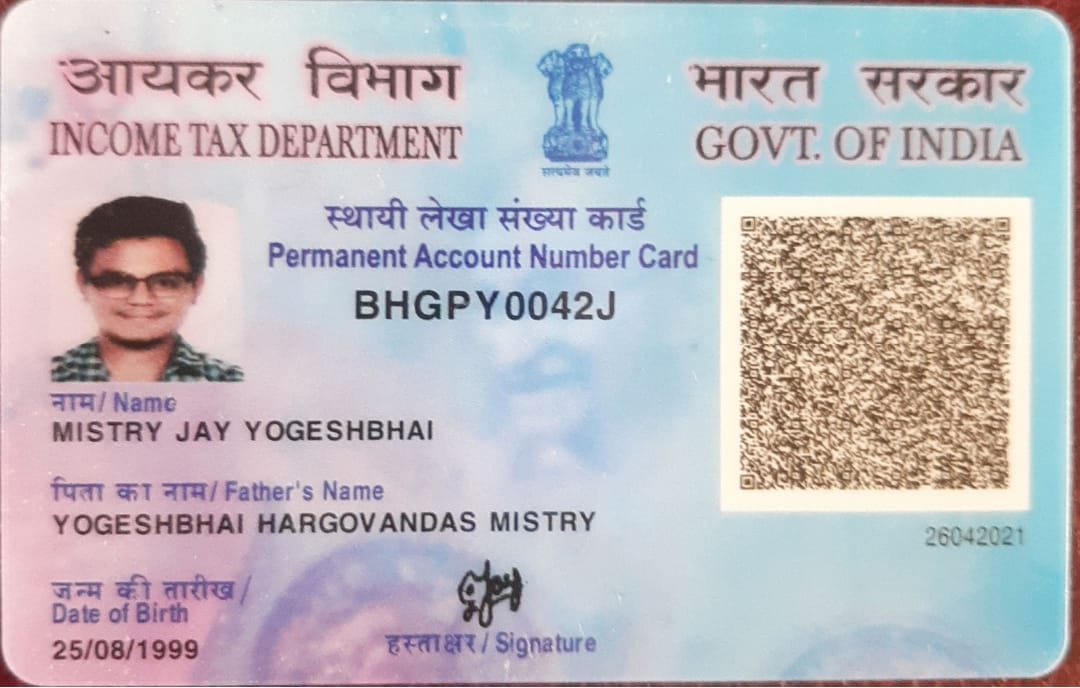 आयकर विभाग
INCOME TAX DEPARTMENT
सत्यमेव जयते
भारत सरकार
GOVT. OF INDIA
स्थायी लेखा संख्या कार्ड
Permanent Account Number Card
BHGPY0042J
नाम/ Name
MISTRY JAY YOGESHBHAI
पिता का नाम/ Father's Name
YOGESHBHAI HARGOVANDAS MISTRY
26042021
जन्म की तारीख /
Date of Birth
25/08/1999
Jay
हस्ताक्षर / Signature